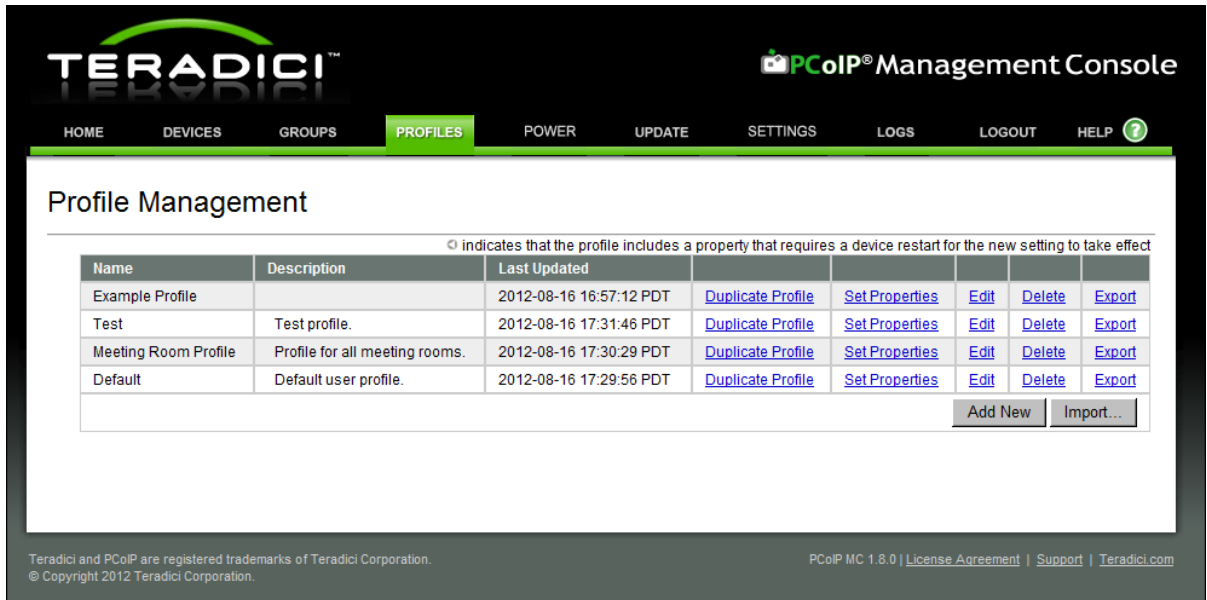 TERADICI™
PCoIP® Management Console
HOME DEVICES GROUPS PROFILES POWER UPDATE SETTINGS LOGS LOGOUT HELP ?
Profile Management
indicates that the profile includes a property that requires a device restart for the new setting to take effect
Name Description Last Updated
Example Profile 2012-08-16 16:57:12 PDT Duplicate Profile Set Properties Edit Delete Export
Test Test profile. 2012-08-16 17:31:46 PDT Duplicate Profile Set Properties Edit Delete Export
Meeting Room Profile Profile for all meeting rooms. 2012-08-16 17:30:29 PDT Duplicate Profile Set Properties Edit Delete Export
Default Default user profile. 2012-08-16 17:29:56 PDT Duplicate Profile Set Properties Edit Delete Export
Add New Import...
Teradici and PCoIP are registered trademarks of Teradici Corporation. PCoIP MC 1.8.0 | License Agreement | Support | Teradici.com
© Copyright 2012 Teradici Corporation.